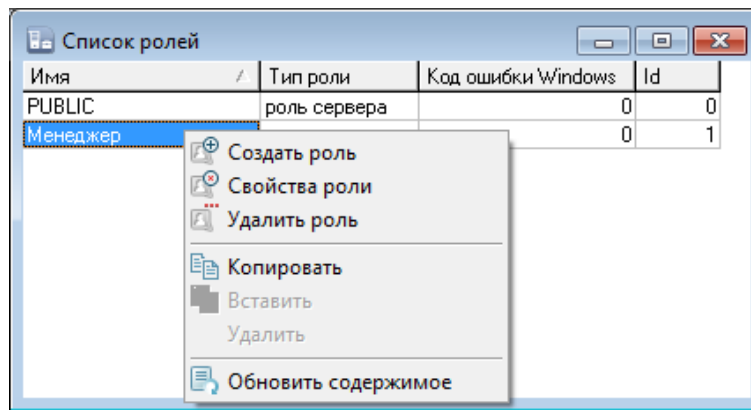 Список ролей
Имя Тип роли Код ошибки Windows Id
PUBLIC роль сервера 0 0
Менеджер 0 1
Создать роль
Свойства роли
Удалить роль
Копировать
Вставить
Удалить
Обновить содержимое